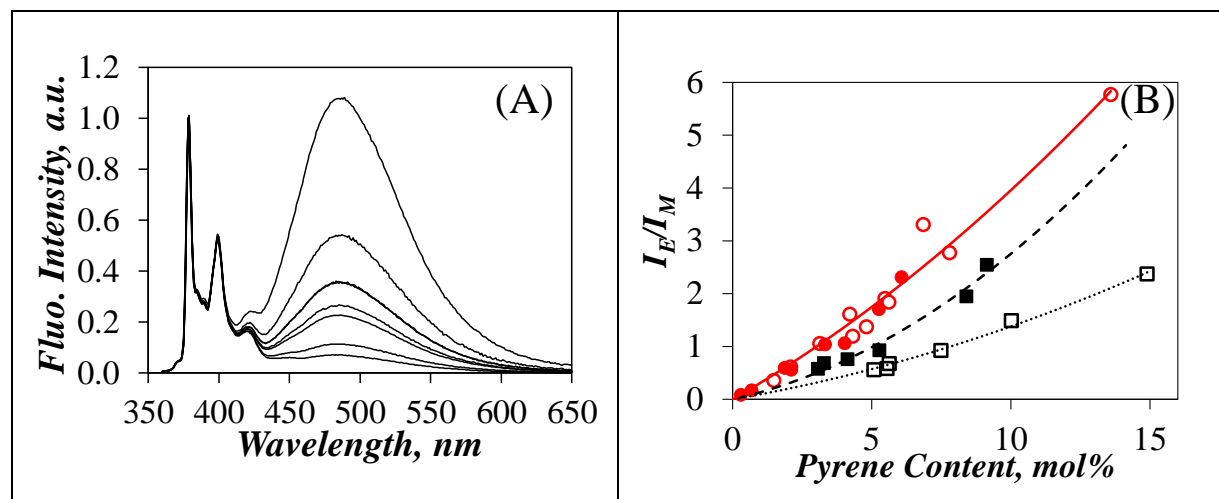 (A)
Fluo. Intensity, a.u.
1.2
1.0
0.8
0.6
0.4
0.2
0.0
350 400 450 500 550 600 650
Wavelength, nm
(B)
I_E/I_M
6
5
4
3
2
1
0
0 5 10 15
Pyrene Content, mol%